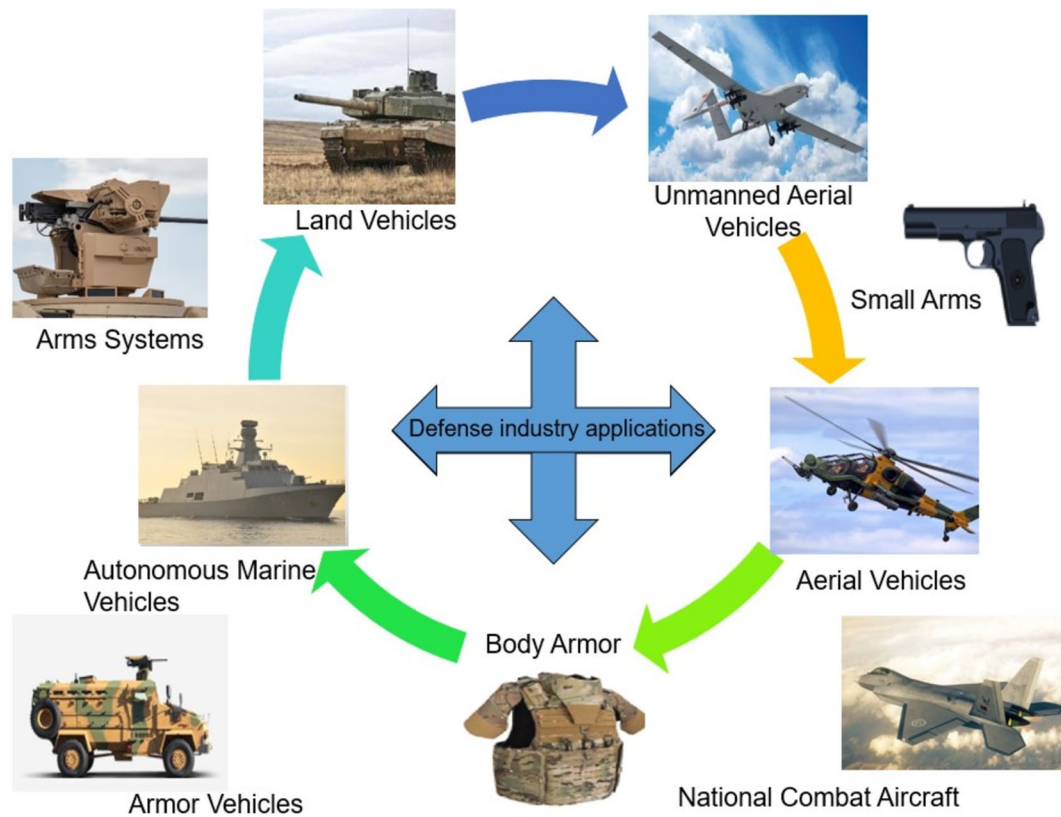 Land Vehicles
Unmanned Aerial
Vehicles
Small Arms
Arms Systems
Defense industry applications
Autonomous Marine
Vehicles
Aerial Vehicles
Body Armor
Armor Vehicles
National Combat Aircraft